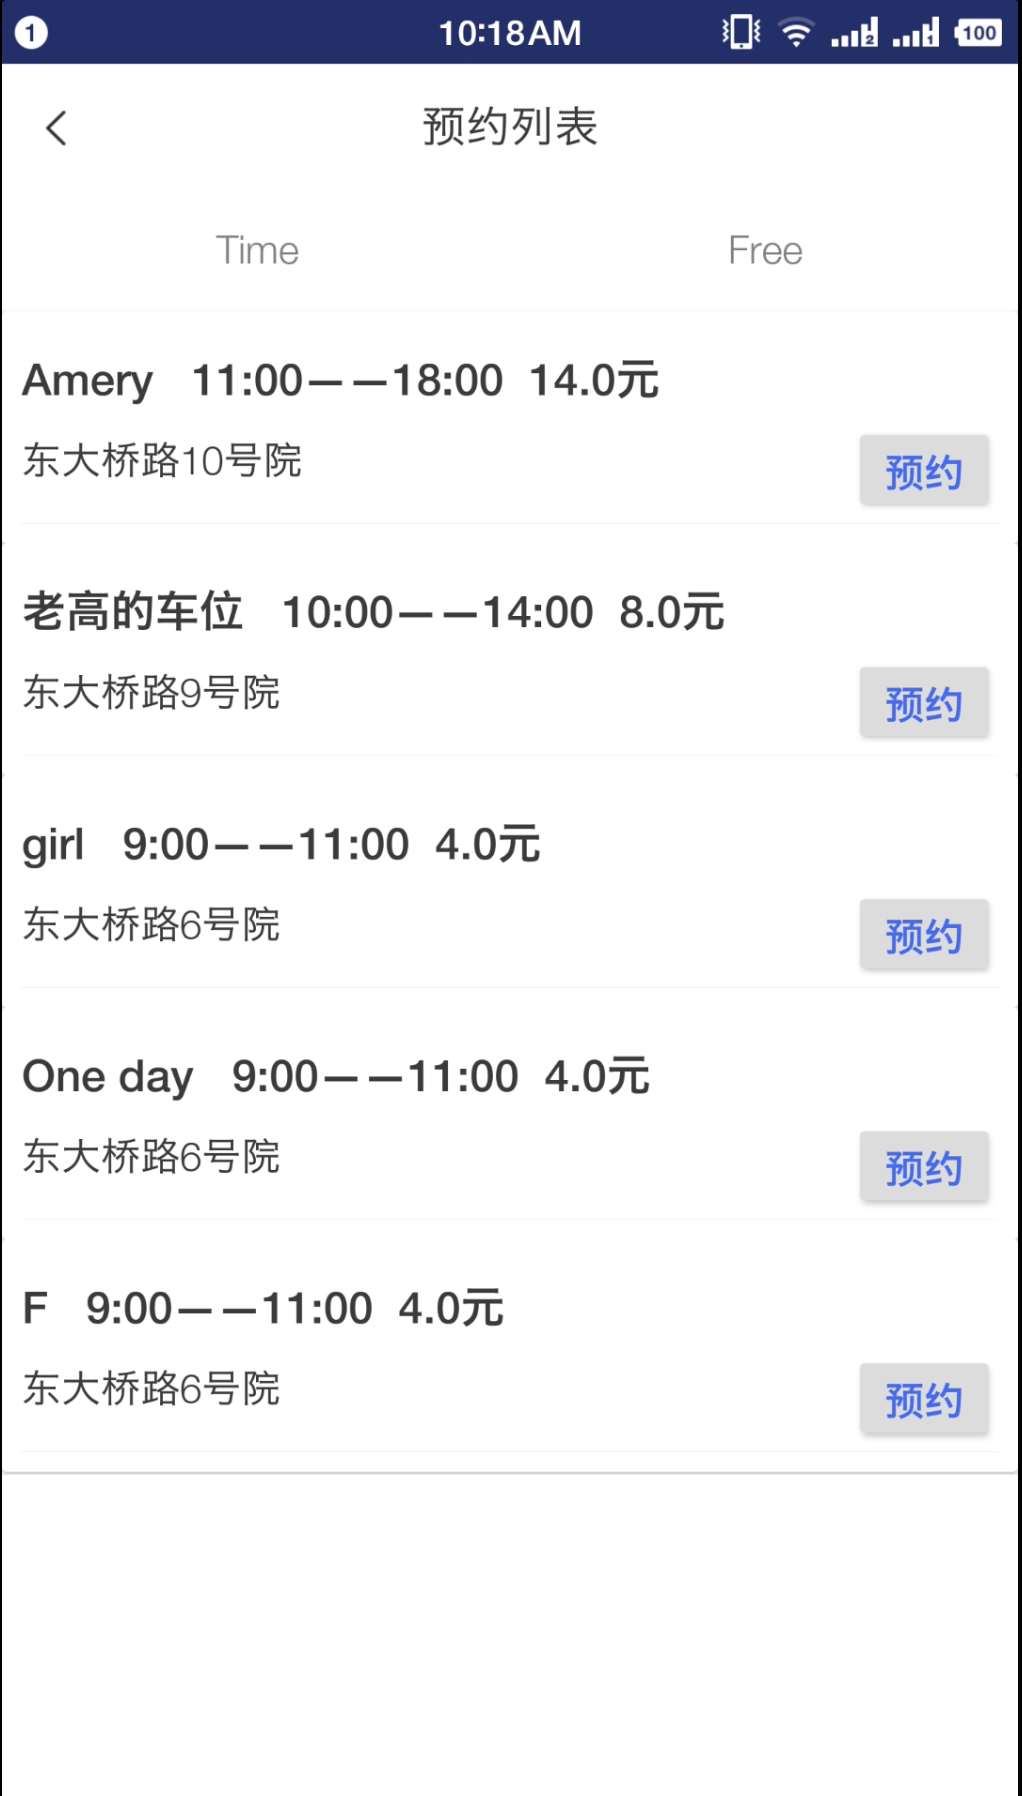 1 10:18AM 2 1 100
预约列表
Time Free
Amery 11:00——18:00 14.0元
东大桥路10号院
预约
老高的车位 10:00——14:00 8.0元
东大桥路9号院
预约
girl 9:00——11:00 4.0元
东大桥路6号院
预约
One day 9:00——11:00 4.0元
东大桥路6号院
预约
F 9:00——11:00 4.0元
东大桥路6号院
预约